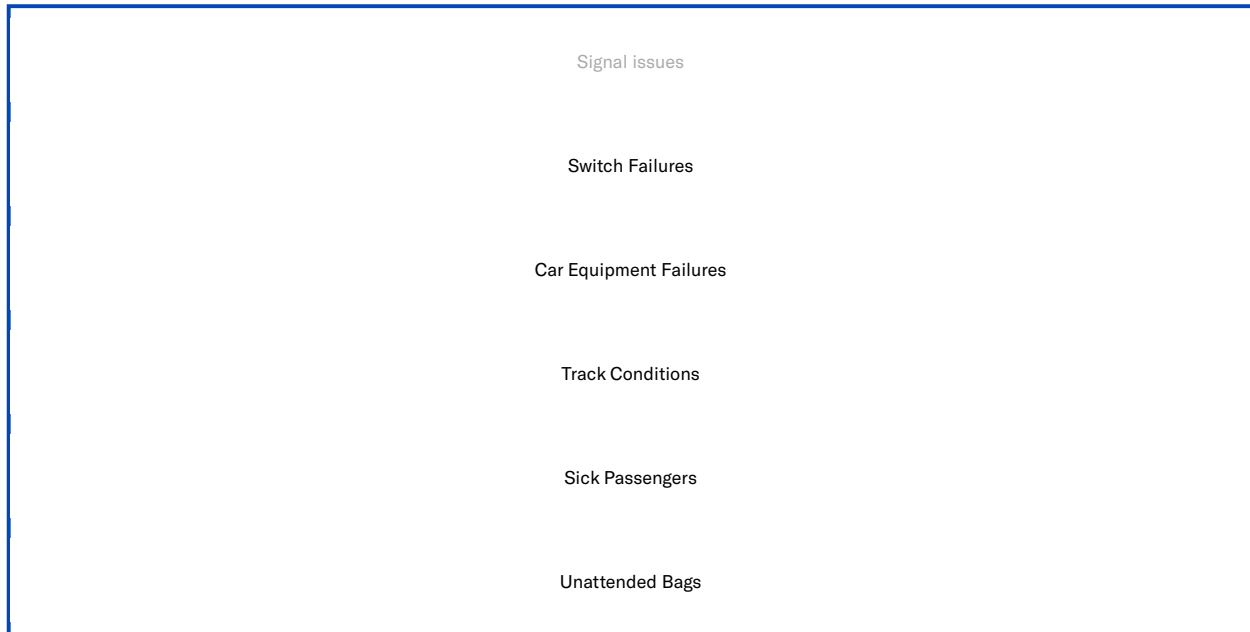 Signal issues
Switch Failures
Car Equipment Failures
Track Conditions
Sick Passengers
Unattended Bags